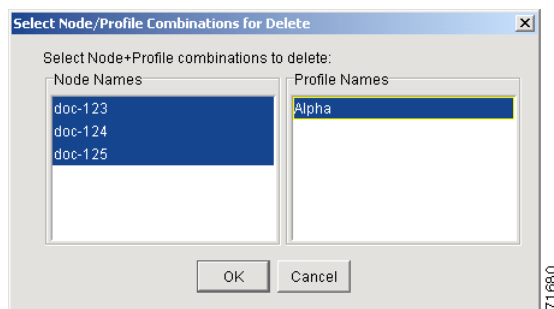 Select Node/Profile Combinations for Delete
Select Node+Profile combinations to delete:
Node Names
Profile Names
doc-123
doc-124
doc-125
Alpha
OK
Cancel
71680